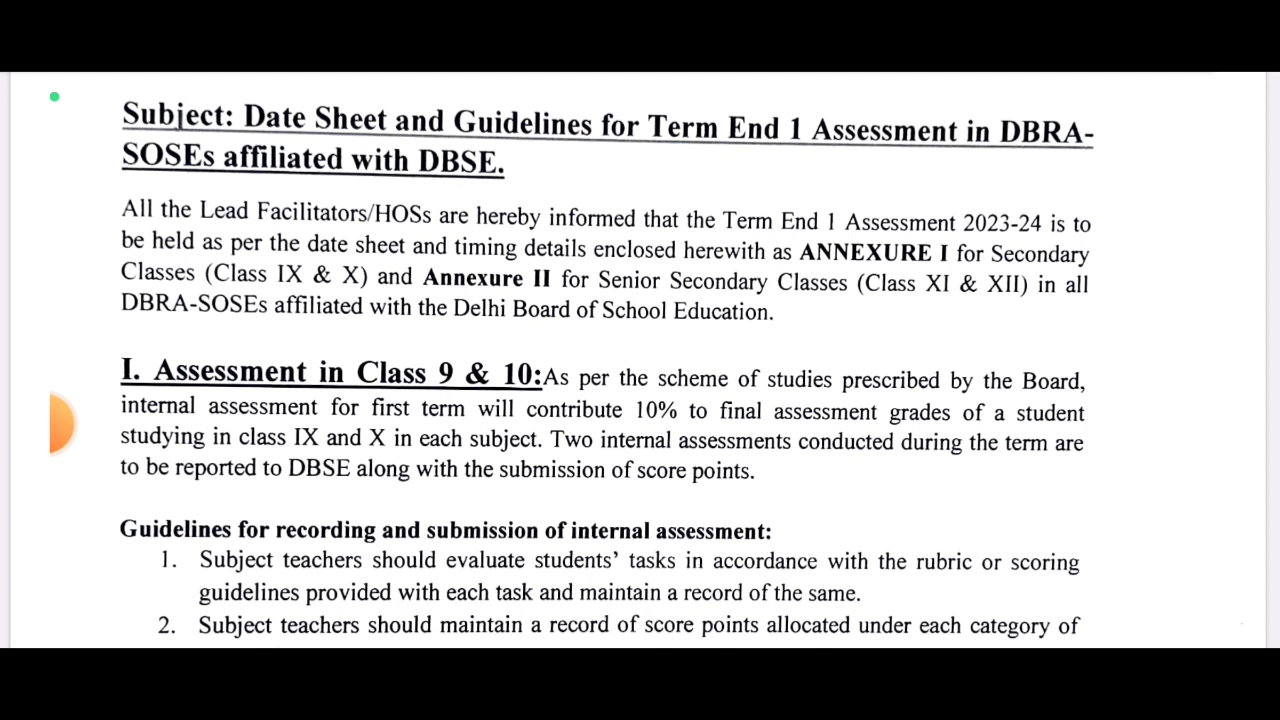 Subject: Date Sheet and Guidelines for Term End 1 Assessment in DBRA-
SOSEs affiliated with DBSE.
All the Lead Facilitators/HOSs are hereby informed that the Term End 1 Assessment 2023-24 is to
be held as per the date sheet and timing details enclosed herewith as ANNEXURE I for Secondary
Classes (Class IX & X) and Annexure II for Senior Secondary Classes (Class XI & XII) in all
DBRA-SOSEs affiliated with the Delhi Board of School Education.
I. Assessment in Class 9 & 10:As per the scheme of studies prescribed by the Board,
internal assessment for first term will contribute 10% to final assessment grades of a student
studying in class IX and X in each subject. Two internal assessments conducted during the term are
to be reported to DBSE along with the submission of score points.
Guidelines for recording and submission of internal assessment:
1. Subject teachers should evaluate students’ tasks in accordance with the rubric or scoring
guidelines provided with each task and maintain a record of the same.
2. Subject teachers should maintain a record of score points allocated under each category of